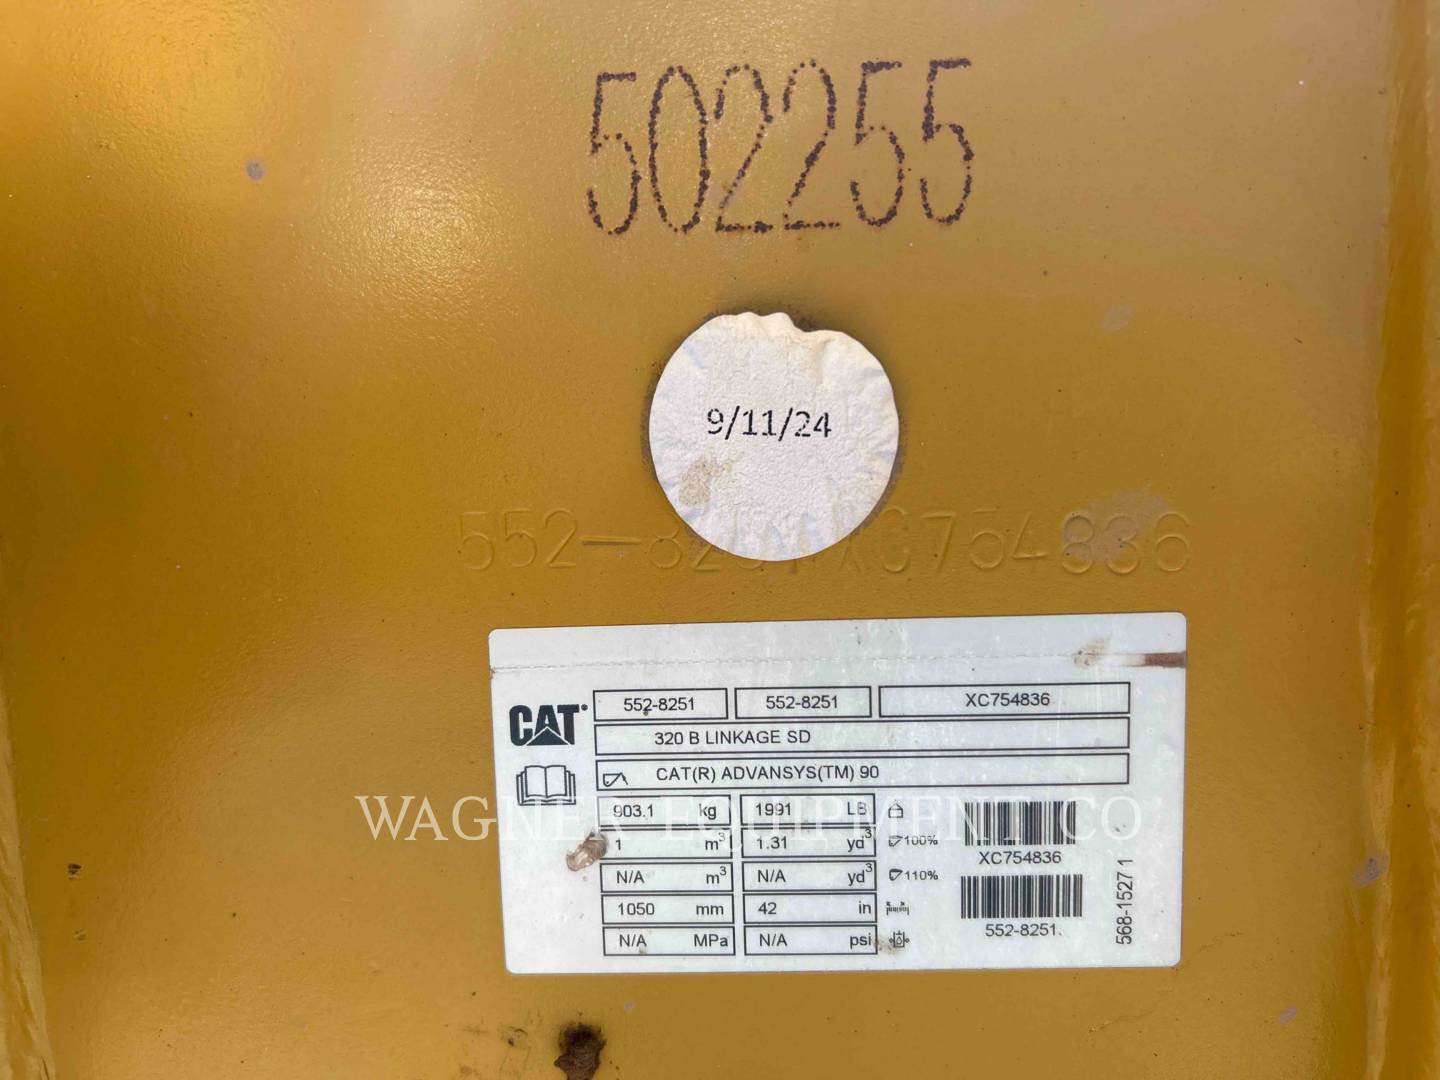 502255
9/11/24
552-8251 XC754836
CAT 552-8251 552-8251 XC754836
320 B LINKAGE SD
CAT(R) ADVANSYS(TM) 90
903.1 kg 1991 LB
WAGNER EQUIPMENT CO
1 m³ 1.31 yd³ 100%
XC754836
N/A m³ N/A yd³ 110%
1050 mm 42 in
552-8251
N/A MPa N/A psi
568-1527 1